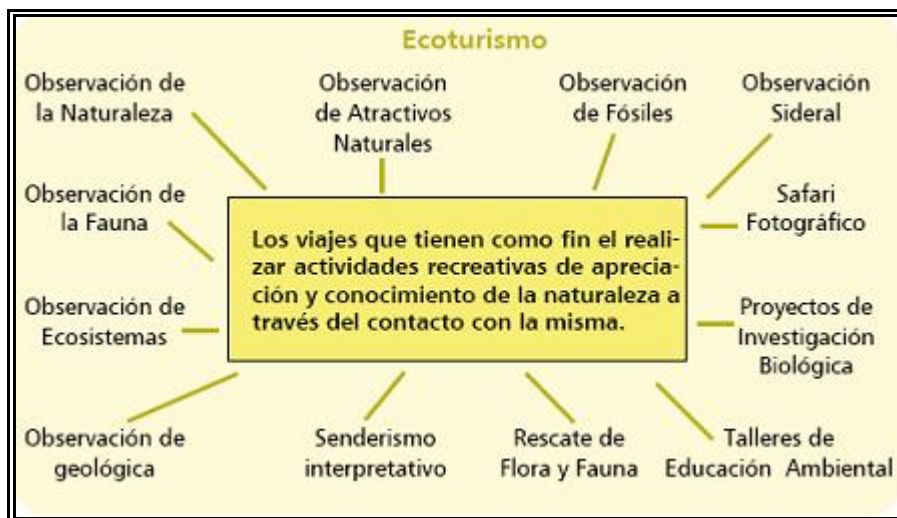 Ecoturismo
Observación de
la Naturaleza
Observación
de Atractivos
Naturales
Observación
de Fósiles
Observación
Sideral
Observación de
la Fauna
Safari
Fotográfico
Los viajes que tienen como fin el reali-
zar actividades recreativas de aprecia-
ción y conocimiento de la naturaleza a
través del contacto con la misma.
Observación de
Ecosistemas
Proyectos de
Investigación
Biológica
Observación de
geológica
Senderismo
interpretativo
Rescate de
Flora y Fauna
Talleres de
Educación Ambiental